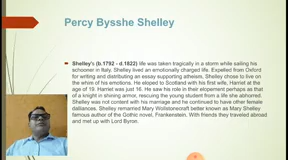 Percy Bysshe Shelley
Shelley's (b.1792 - d.1822) life was taken tragically in a storm while sailing his
schooner in Italy. Shelley lived an emotionally charged life. Expelled from Oxford
for writing and distributing an essay supporting atheists, Shelley chose to live on
the whim of his emotions. He eloped to Scotland with his first wife, Harriet at
the age of 19. Harriet was just 16. He saw his role in their elopement perhaps as that
of a knight in shining armor, rescuing the young student from a life she abhorred.
Shelley was not content with his marriage and he continued to have other female
dalliances. Shelley remarried Mary Wollstonecraft better known as Mary Shelley
famous author of the Gothic novel, Frankenstein. With friends they traveled abroad
and met up with Lord Byron.